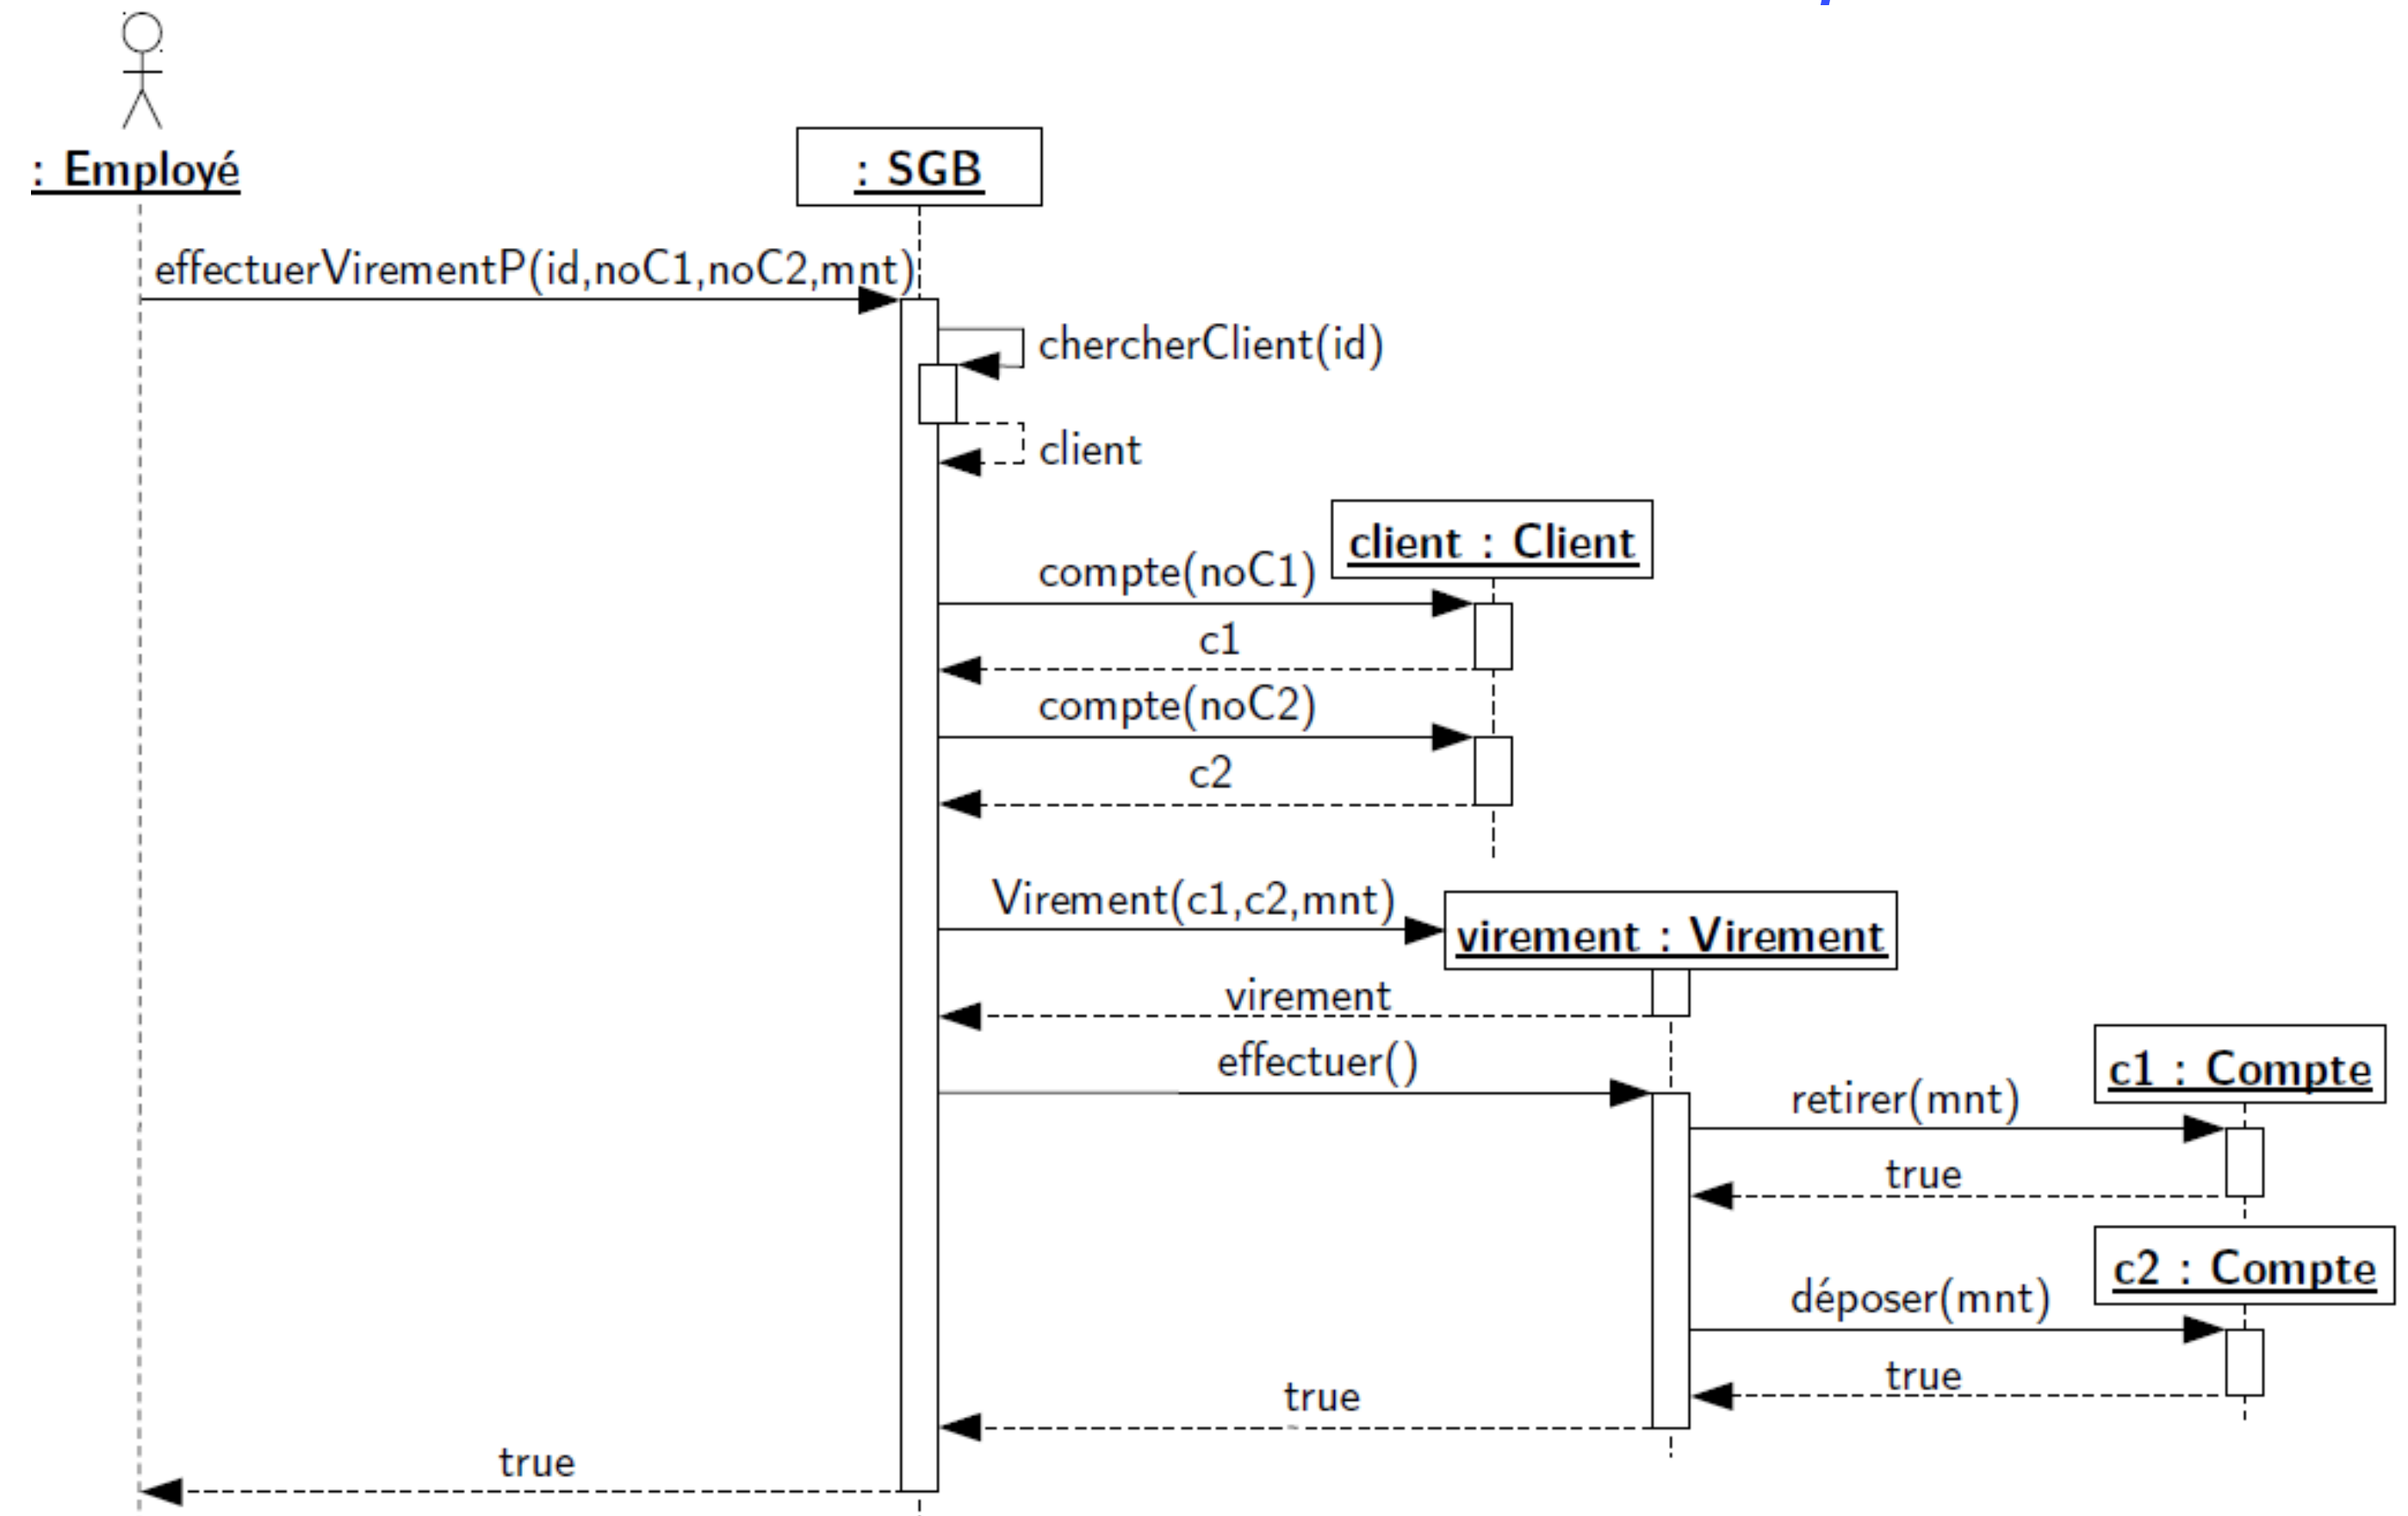 : Employé
: SGB
effectuerVirementP(id,noC1,noC2,mnt)
chercherClient(id)
client
client : Client
compte(noC1)
c1
compte(noC2)
c2
Virement(c1,c2,mnt)
virement : Virement
virement
effectuer()
c1 : Compte
retirer(mnt)
true
c2 : Compte
déposer(mnt)
true
true
true